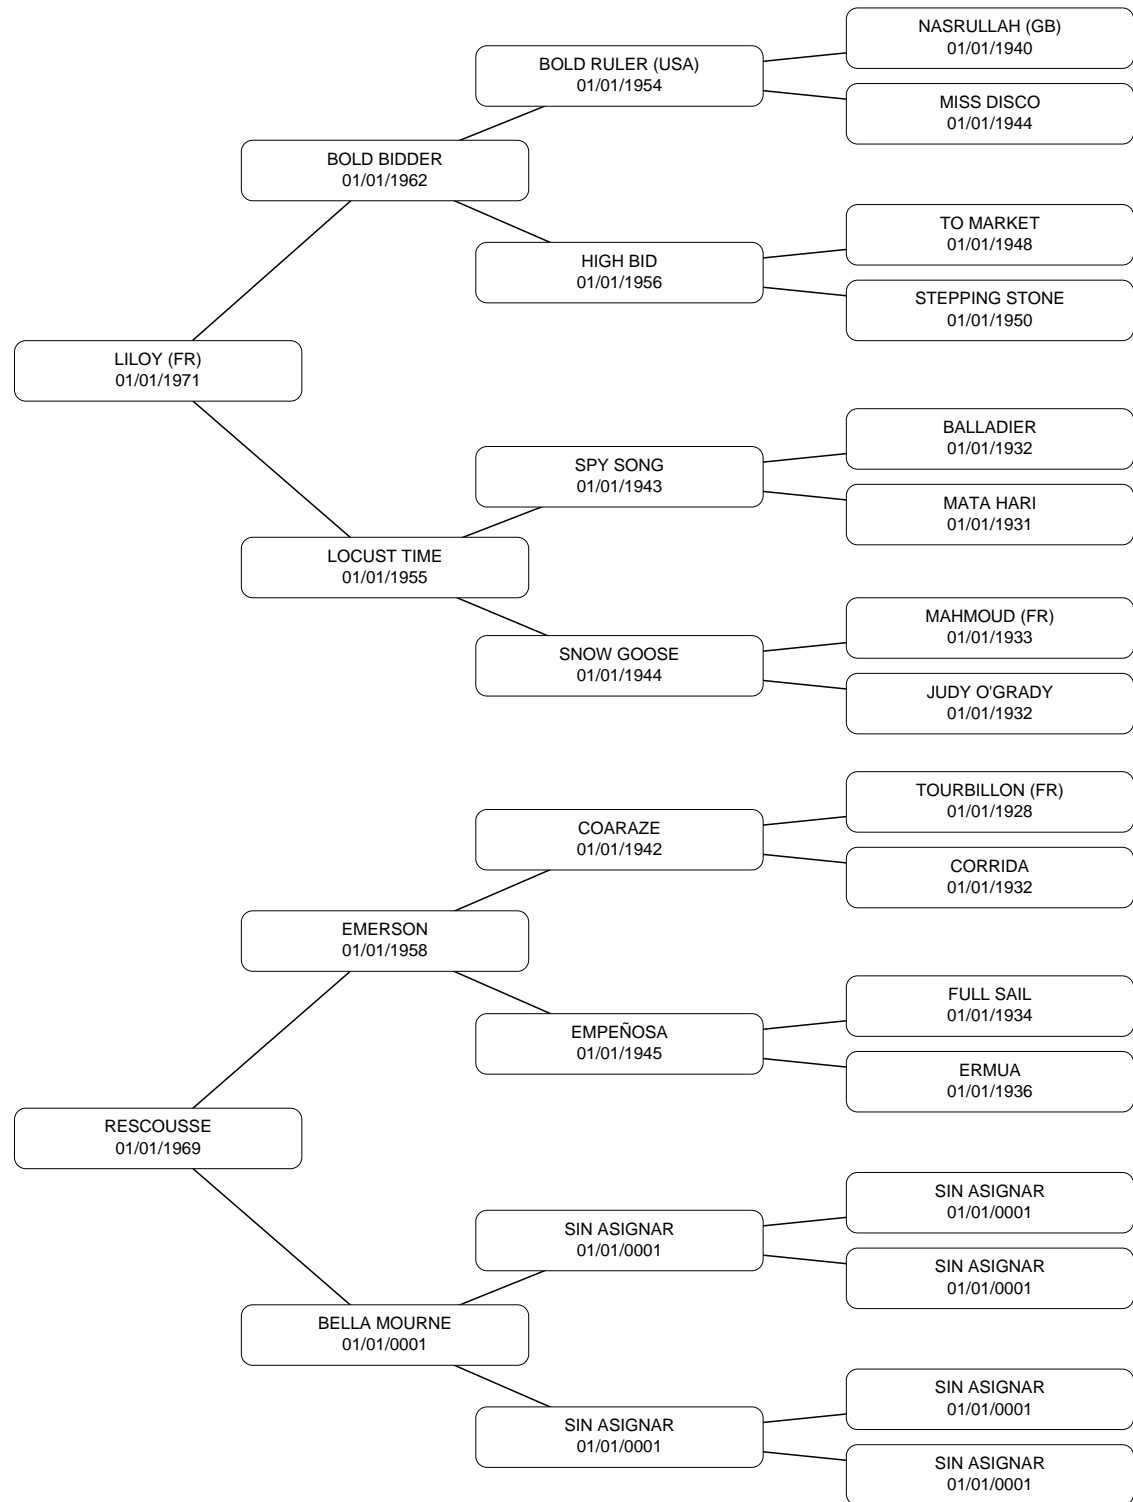 NASRULLAH (GB)
01/01/1940
BOLD RULER (USA)
01/01/1954
MISS DISCO
01/01/1944
BOLD BIDDER
01/01/1962
TO MARKET
01/01/1948
HIGH BID
01/01/1956
STEPPING STONE
01/01/1950
LILOY (FR)
01/01/1971
BALLADIER
01/01/1932
SPY SONG
01/01/1943
MATA HARI
01/01/1931
LOCUST TIME
01/01/1955
MAHMOUD (FR)
01/01/1933
SNOW GOOSE
01/01/1944
JUDY O'GRADY
01/01/1932
TOURBILLON (FR)
01/01/1928
COARAZE
01/01/1942
CORRIDA
01/01/1932
EMERSON
01/01/1958
FULL SAIL
01/01/1934
EMPEÑOSA
01/01/1945
ERMUA
01/01/1936
RESCOUSSE
01/01/1969
SIN ASIGNAR
01/01/0001
SIN ASIGNAR
01/01/0001
SIN ASIGNAR
01/01/0001
BELLA MOURNE
01/01/0001
SIN ASIGNAR
01/01/0001
SIN ASIGNAR
01/01/0001
SIN ASIGNAR
01/01/0001